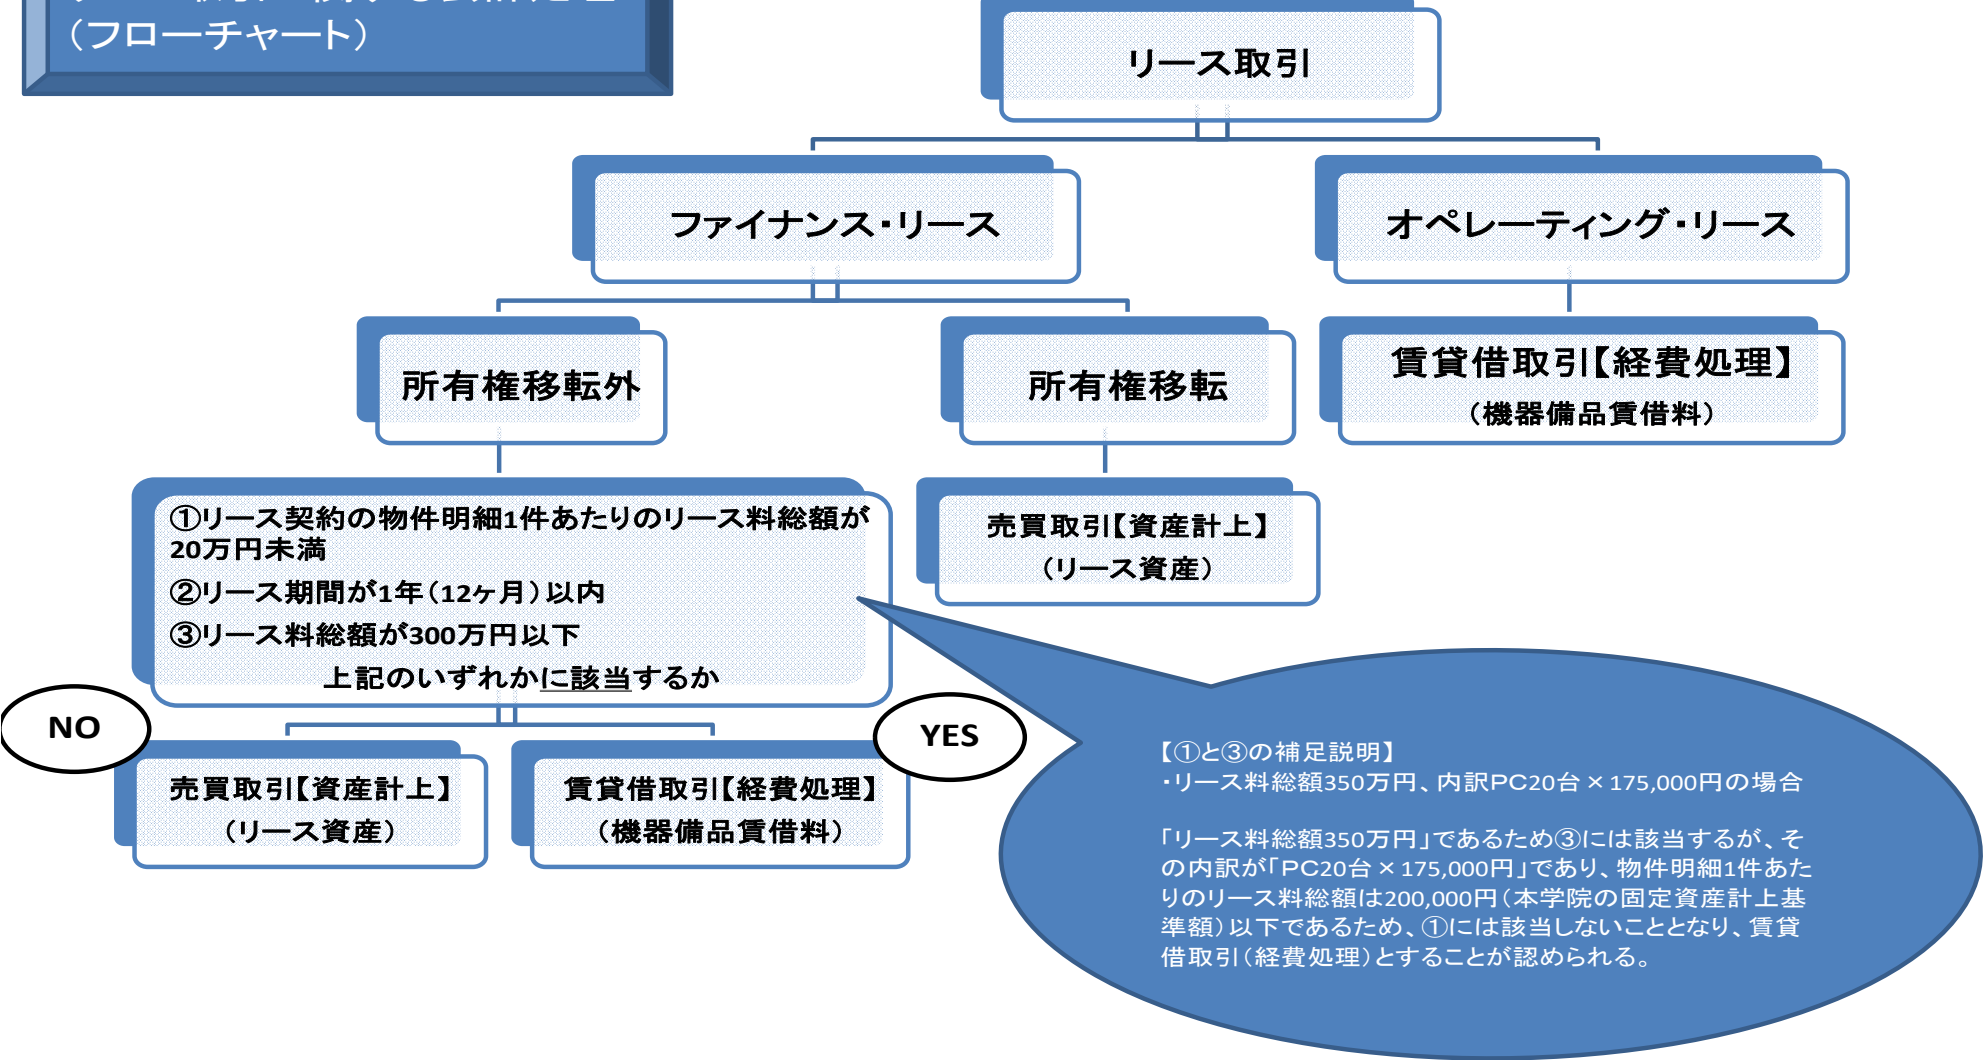 （フローチャート）
リース取引
ファイナンス・リース
オペレーティング・リース
所有権移転外
所有権移転
賃貸借取引【経費処理】
（機器備品賃借料）
①リース契約の物件明細1件あたりのリース料総額が
20万円未満
②リース期間が1年（12ヶ月）以内
③リース料総額が300万円以下
上記のいずれかに該当するか
売買取引【資産計上】
（リース資産）
NO
YES
売買取引【資産計上】
（リース資産）
賃貸借取引【経費処理】
（機器備品賃借料）
【①と③の補足説明】
・リース料総額350万円、内訳PC20台×175,000円の場合
「リース料総額350万円」であるため③には該当するが、そ
の内訳が「PC20台×175,000円」であり、物件明細1件あた
りのリース料総額は200,000円（本学院の固定資産計上基
準額）以下であるため、①には該当しないこととなり、賃貸
借取引（経費処理）とすることが認められる。